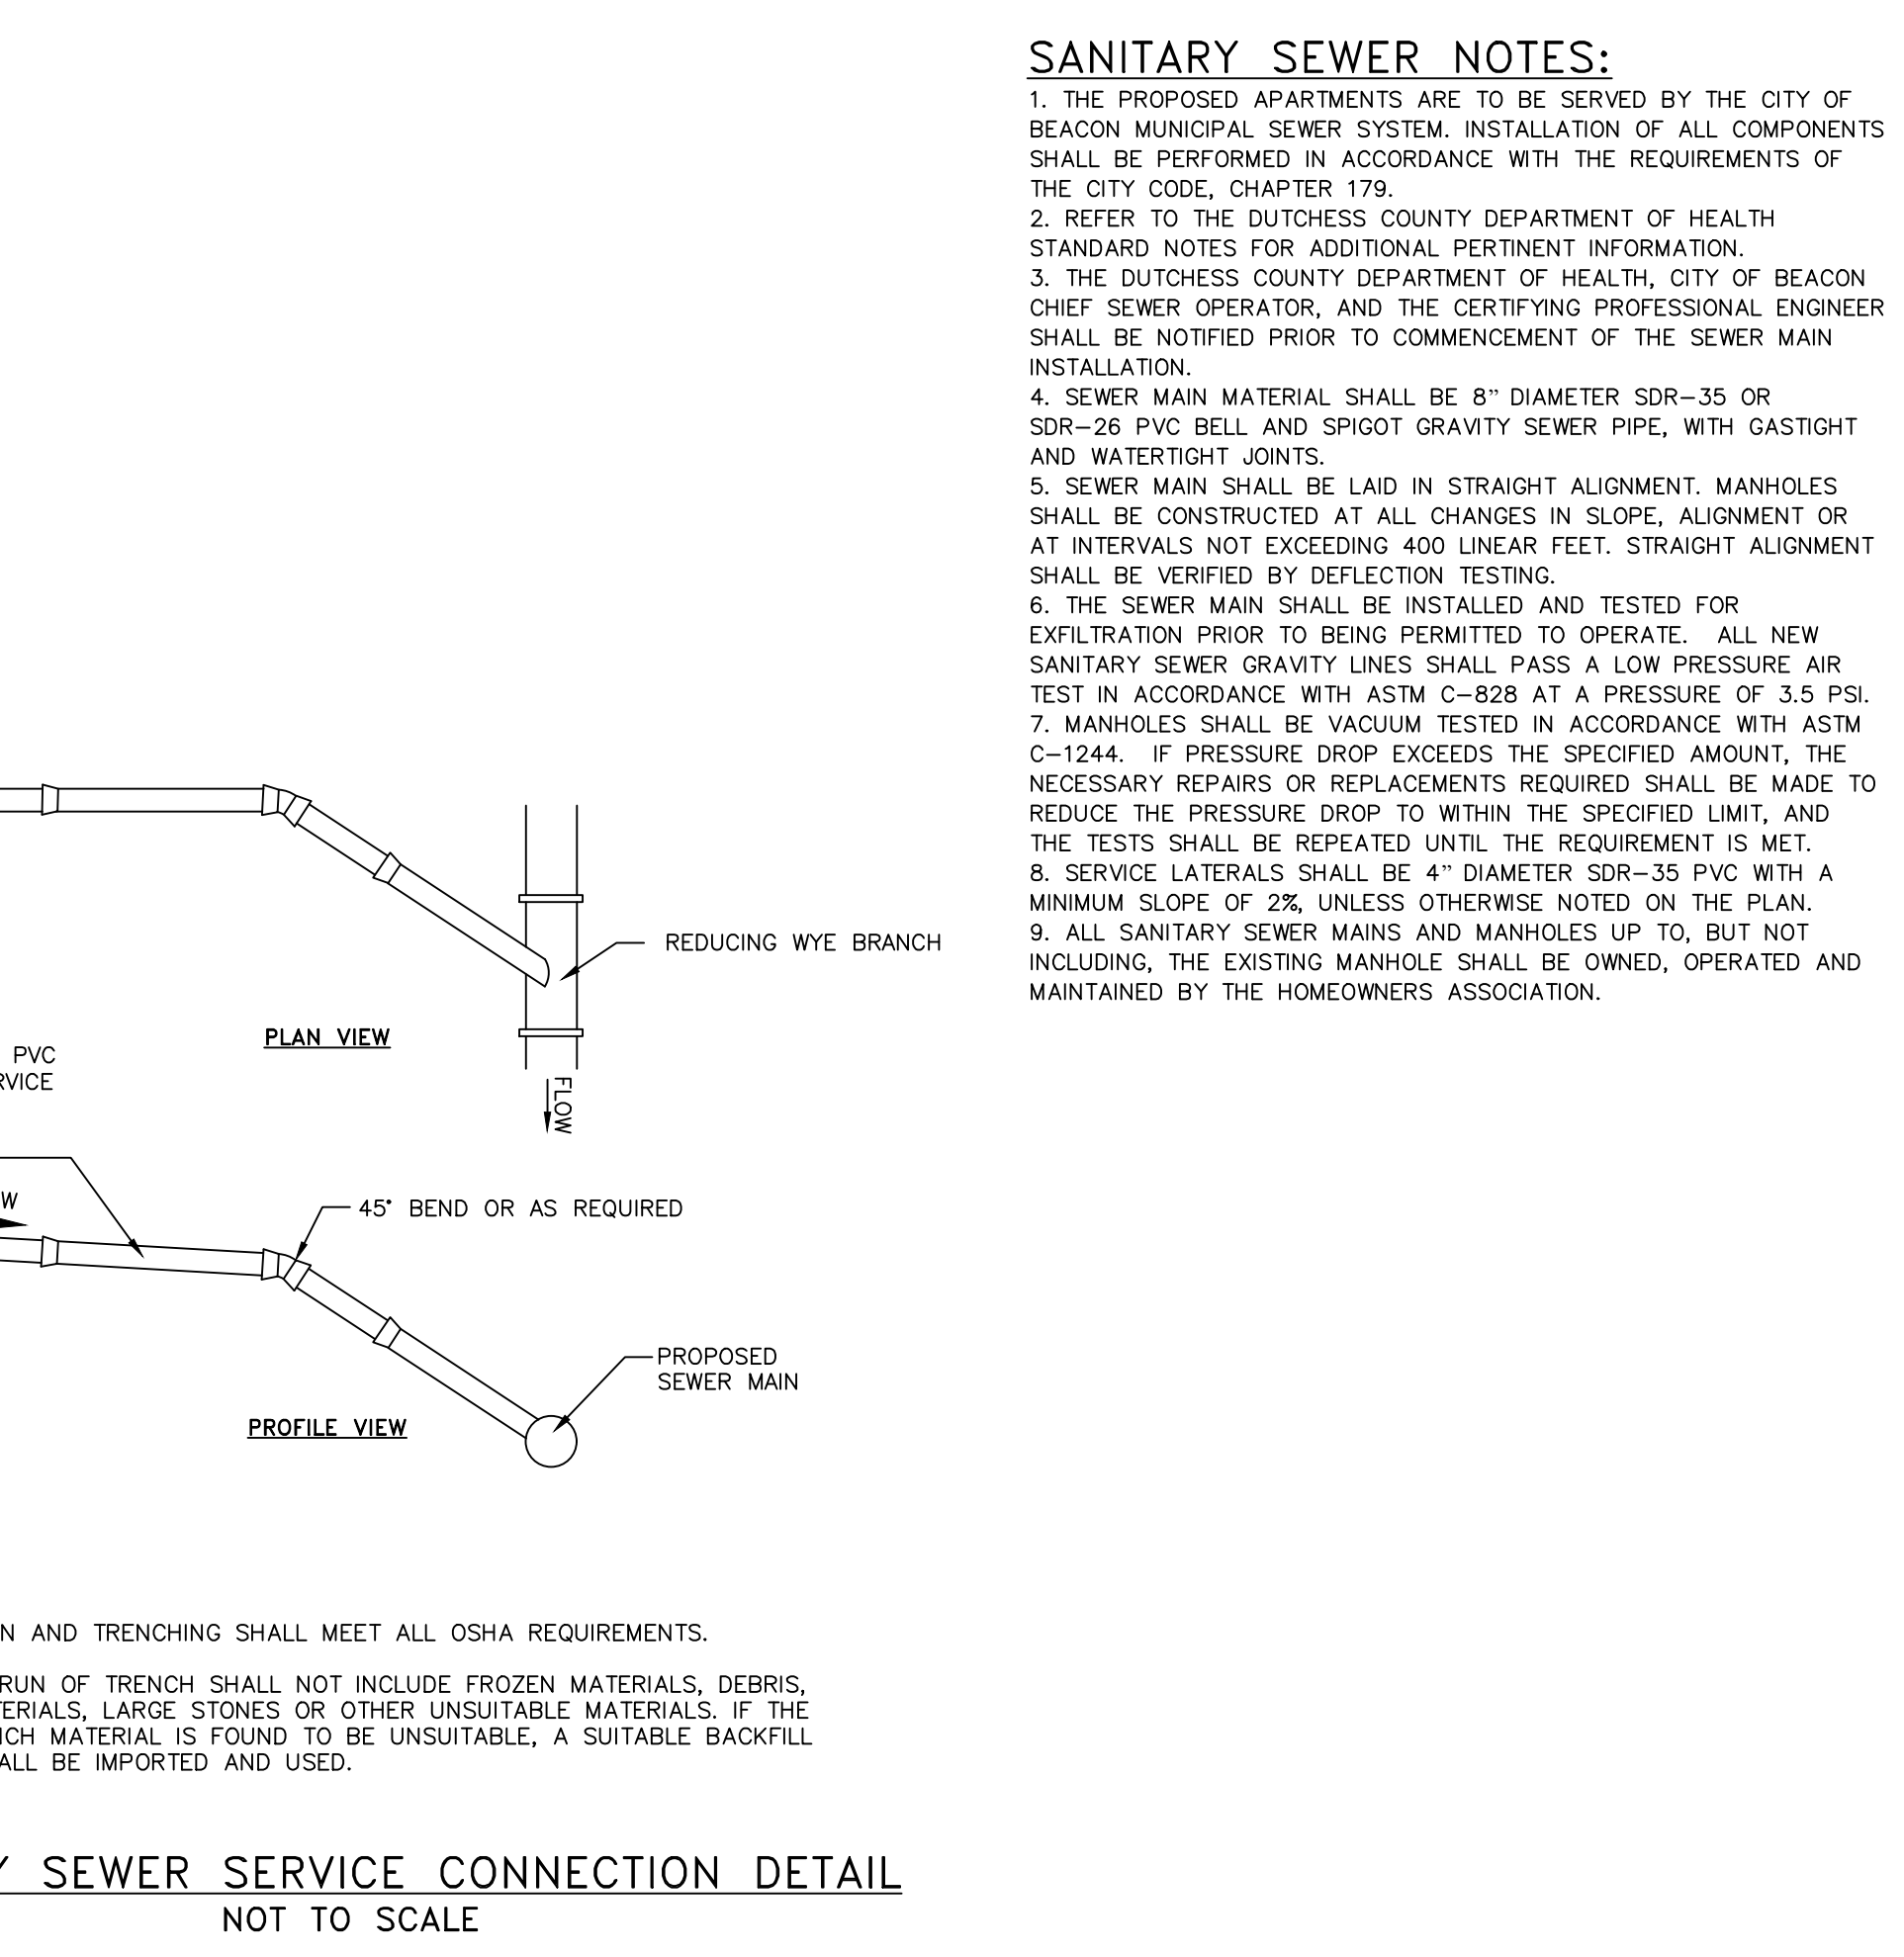 SANITARY SEWER NOTES:
1. THE PROPOSED APARTMENTS ARE TO BE SERVED BY THE CITY OF
BEACON MUNICIPAL SEWER SYSTEM. INSTALLATION OF ALL COMPONENTS
SHALL BE PERFORMED IN ACCORDANCE WITH THE REQUIREMENTS OF
THE CITY CODE, CHAPTER 179.
2. REFER TO THE DUTCHESS COUNTY DEPARTMENT OF HEALTH
STANDARD NOTES FOR ADDITIONAL PERTINENT INFORMATION.
3. THE DUTCHESS COUNTY DEPARTMENT OF HEALTH, CITY OF BEACON
CHIEF SEWER OPERATOR, AND THE CERTIFYING PROFESSIONAL ENGINEER
SHALL BE NOTIFIED PRIOR TO COMMENCEMENT OF THE SEWER MAIN
INSTALLATION.
4. SEWER MAIN MATERIAL SHALL BE 8” DIAMETER SDR-35 OR
SDR-26 PVC BELL AND SPIGOT GRAVITY SEWER PIPE, WITH GASTIGHT
AND WATERTIGHT JOINTS.
5. SEWER MAIN SHALL BE LAID IN STRAIGHT ALIGNMENT. MANHOLES
SHALL BE CONSTRUCTED AT ALL CHANGES IN SLOPE, ALIGNMENT OR
AT INTERVALS NOT EXCEEDING 400 LINEAR FEET. STRAIGHT ALIGNMENT
SHALL BE VERIFIED BY DEFLECTION TESTING.
6. THE SEWER MAIN SHALL BE INSTALLED AND TESTED FOR
EXFILTRATION PRIOR TO BEING PERMITTED TO OPERATE.  ALL NEW
SANITARY SEWER GRAVITY LINES SHALL PASS A LOW PRESSURE AIR
TEST IN ACCORDANCE WITH ASTM C-828 AT A PRESSURE OF 3.5 PSI.
7. MANHOLES SHALL BE VACUUM TESTED IN ACCORDANCE WITH ASTM
C-1244.  IF PRESSURE DROP EXCEEDS THE SPECIFIED AMOUNT, THE
NECESSARY REPAIRS OR REPLACEMENTS REQUIRED SHALL BE MADE TO
REDUCE THE PRESSURE DROP TO WITHIN THE SPECIFIED LIMIT, AND
THE TESTS SHALL BE REPEATED UNTIL THE REQUIREMENT IS MET.
8. SERVICE LATERALS SHALL BE 4” DIAMETER SDR-35 PVC WITH A
MINIMUM SLOPE OF 2%, UNLESS OTHERWISE NOTED ON THE PLAN.
9. ALL SANITARY SEWER MAINS AND MANHOLES UP TO, BUT NOT
INCLUDING, THE EXISTING MANHOLE SHALL BE OWNED, OPERATED AND
MAINTAINED BY THE HOMEOWNERS ASSOCIATION.
REDUCING WYE BRANCH
PLAN VIEW
PVC
RVICE
FLOW
W
45° BEND OR AS REQUIRED
PROPOSED
SEWER MAIN
PROFILE VIEW
N AND TRENCHING SHALL MEET ALL OSHA REQUIREMENTS.
RUN OF TRENCH SHALL NOT INCLUDE FROZEN MATERIALS, DEBRIS,
TERIALS, LARGE STONES OR OTHER UNSUITABLE MATERIALS. IF THE
NCH MATERIAL IS FOUND TO BE UNSUITABLE, A SUITABLE BACKFILL
ALL BE IMPORTED AND USED.
Y SEWER SERVICE CONNECTION DETAIL
NOT TO SCALE